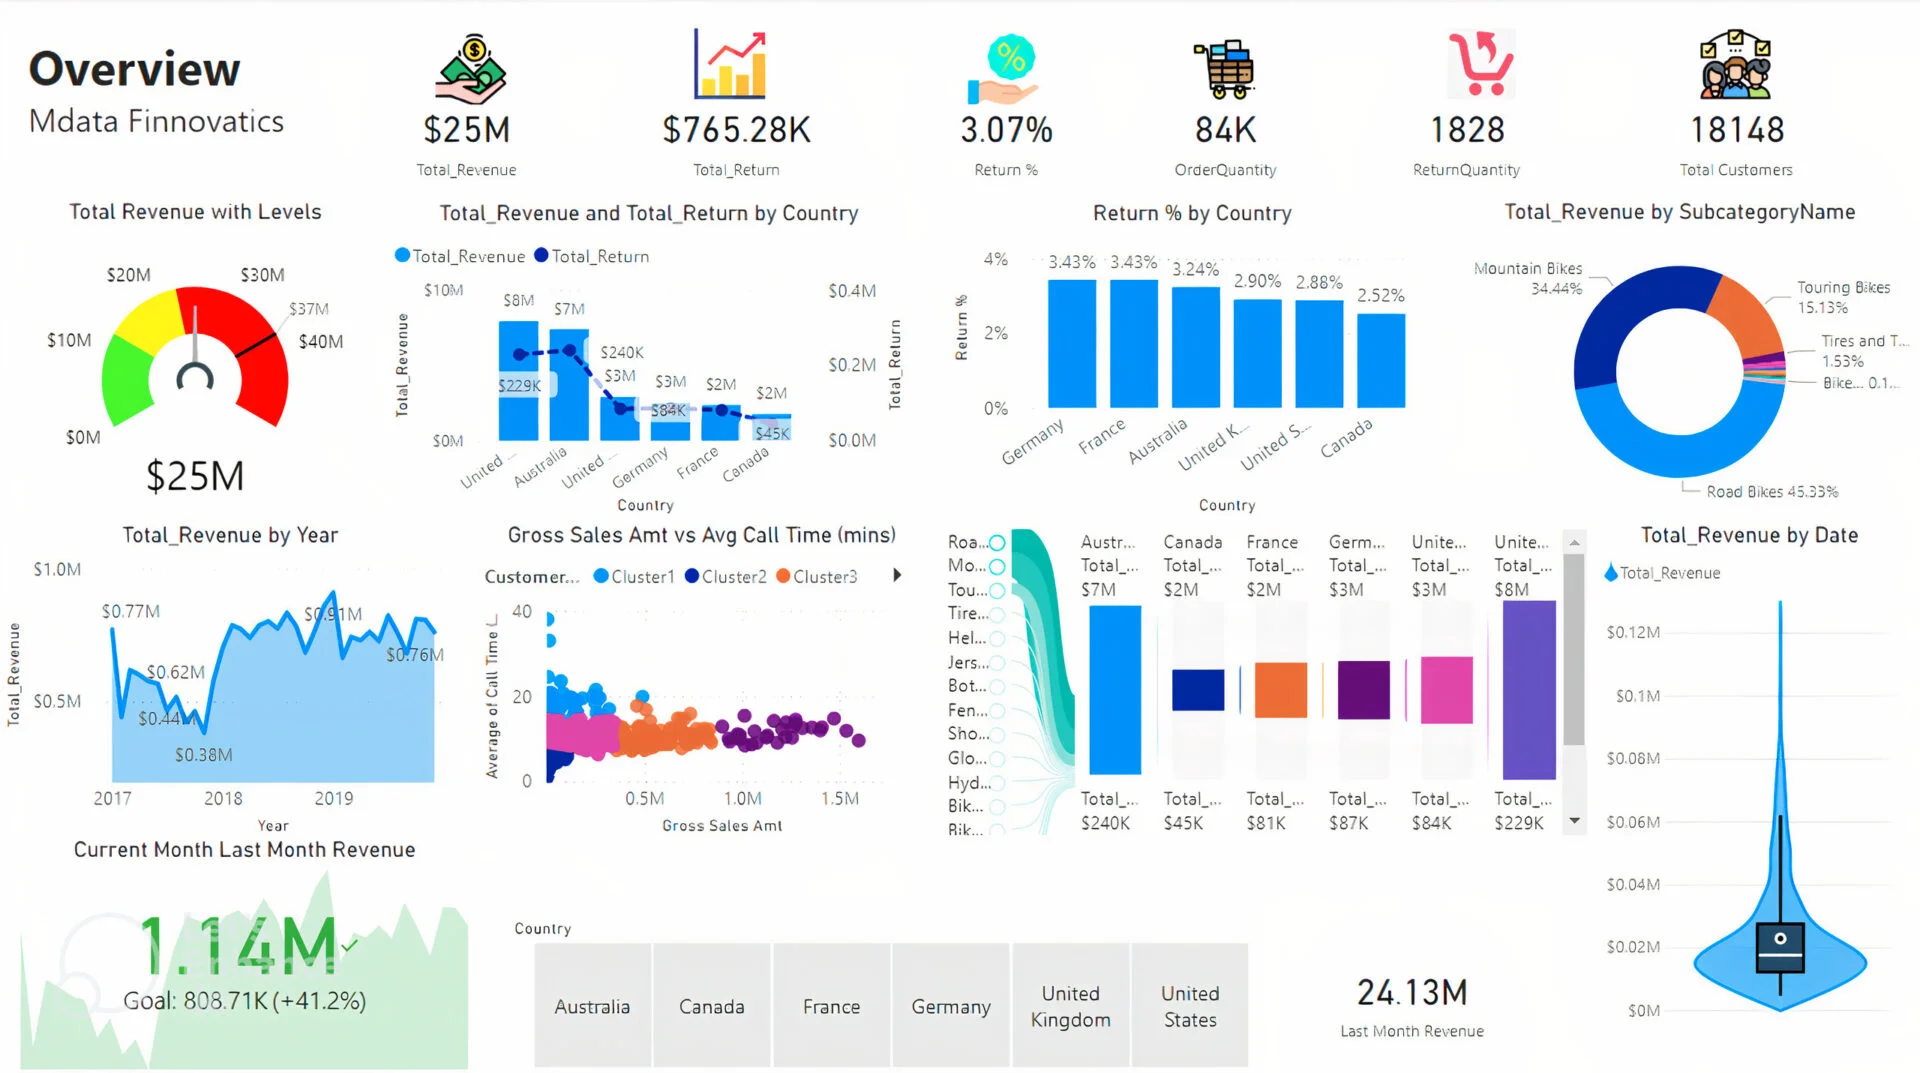 Overview
Mdata Finnovatics
$25M
Total_Revenue
$765.28K
Total_Return
3.07%
Return %
84K
OrderQuantity
1828
ReturnQuantity
18148
Total Customers
Total Revenue with Levels
$0M
$10M
$20M
$30M
$37M
$40M
$25M
Total_Revenue and Total_Return by Country
Total_Revenue Total_Return
Total_Revenue
$10M
$0M
$8M
$7M
$3M
$3M
$2M
$2M
$229K
$240K
$84K
$45K
$0.4M
$0.2M
$0.0M
Total_Return
United ...
Australia
United ...
Germany
France
Canada
Country
Return % by Country
Return %
4%
2%
0%
3.43%
3.43%
3.24%
2.90%
2.88%
2.52%
Germany
France
Australia
United K...
United S...
Canada
Country
Total_Revenue by SubcategoryName
Mountain Bikes
34.44%
Touring Bikes
15.13%
Tires and T...
1.53%
Bike... 0.1...
Road Bikes 45.33%
Total_Revenue by Year
Total_Revenue
$1.0M
$0.5M
$0.77M
$0.62M
$0.44M
$0.38M
$0.91M
$0.76M
2017
2018
2019
Year
Gross Sales Amt vs Avg Call Time (mins)
Customer... Cluster1 Cluster2 Cluster3
Average of Call Time (...
40
20
0
0.5M
1.0M
1.5M
Gross Sales Amt
Roa...
Mo...
Tou...
Tire...
Hel...
Jers...
Bot...
Fen...
Sho...
Glo...
Hyd...
Bik...
Bik...
Austr... Canada France Germ... Unite... Unite...
Total_... Total_... Total_... Total_... Total_... Total_...
$7M $2M $2M $3M $3M $8M
Total_... Total_... Total_... Total_... Total_... Total_...
$240K $45K $81K $87K $84K $229K
Total_Revenue by Date
Total_Revenue
$0.12M
$0.1M
$0.08M
$0.06M
$0.04M
$0.02M
$0M
Current Month Last Month Revenue
1.14M
Goal: 808.71K (+41.2%)
Country
Australia
Canada
France
Germany
United
Kingdom
United
States
24.13M
Last Month Revenue